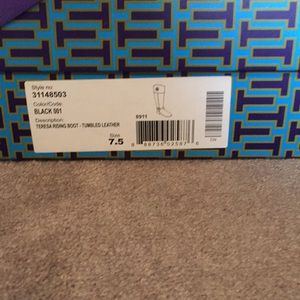 Style no:
31148503
Color/Code:
BLACK 001
Description:
TERESA RIDING BOOT - TUMBLED LEATHER
Size
7.5